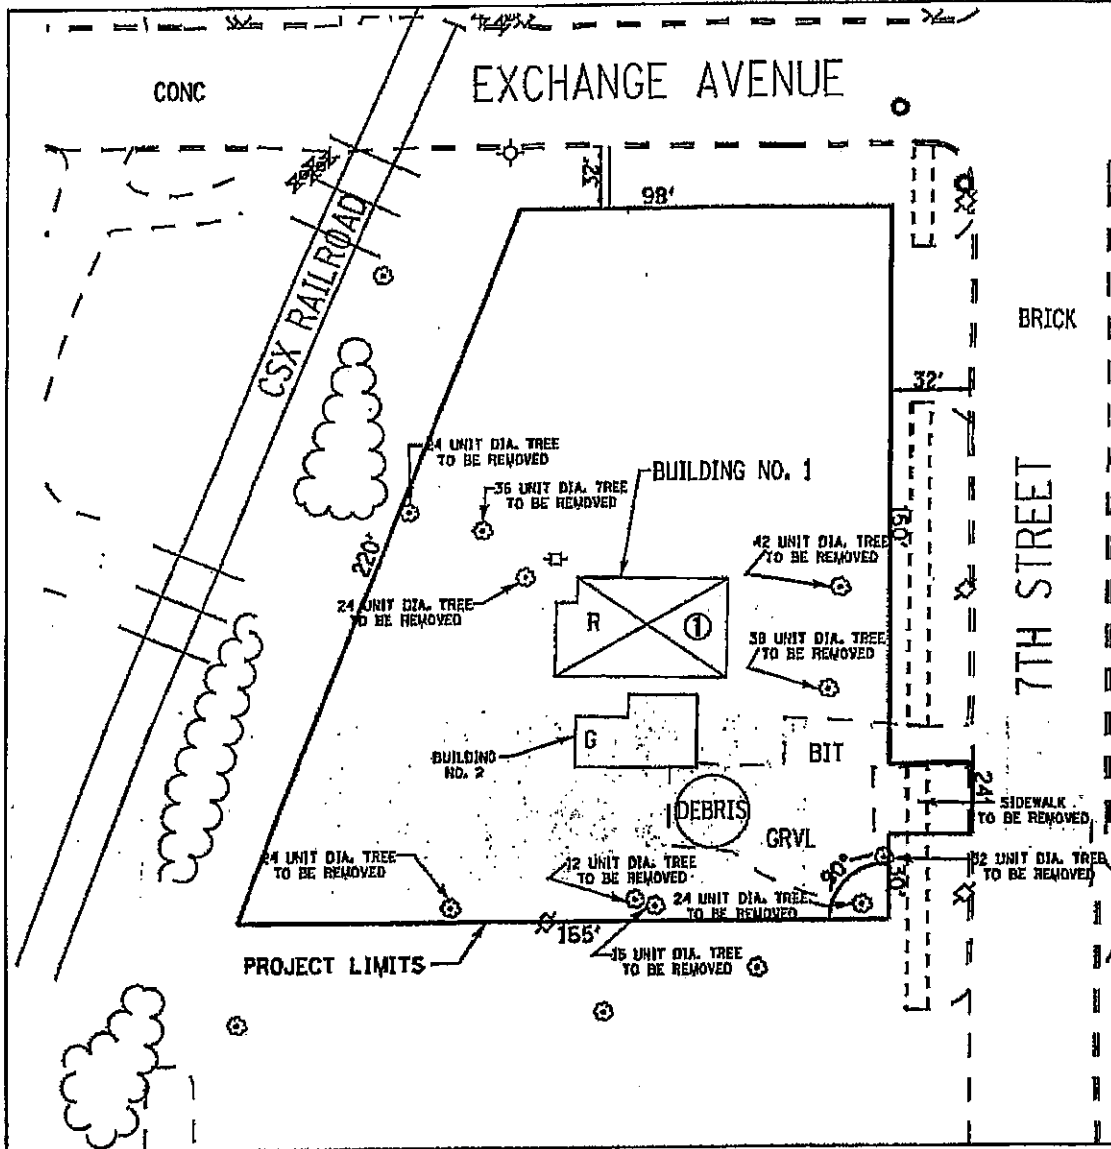 EXCHANGE AVENUE
CONC
32'
98'
CSX RAILROAD
BRICK
32'
24 UNIT DIA. TREE
TO BE REMOVED
BUILDING NO. 1
36 UNIT DIA. TREE
TO BE REMOVED
150'
7TH STREET
42 UNIT DIA. TREE
TO BE REMOVED
220'
24 UNIT DIA. TREE
TO BE REMOVED
R
1
38 UNIT DIA. TREE
TO BE REMOVED
G
BUILDING
NO. 2
BIT
24'
SIDEWALK
TO BE REMOVED
DEBRIS
GRVL
24 UNIT DIA. TREE
TO BE REMOVED
12 UNIT DIA. TREE
TO BE REMOVED
90°
30'
32 UNIT DIA. TREE
TO BE REMOVED
24 UNIT DIA. TREE
TO BE REMOVED
155'
15 UNIT DIA. TREE
TO BE REMOVED
PROJECT LIMITS